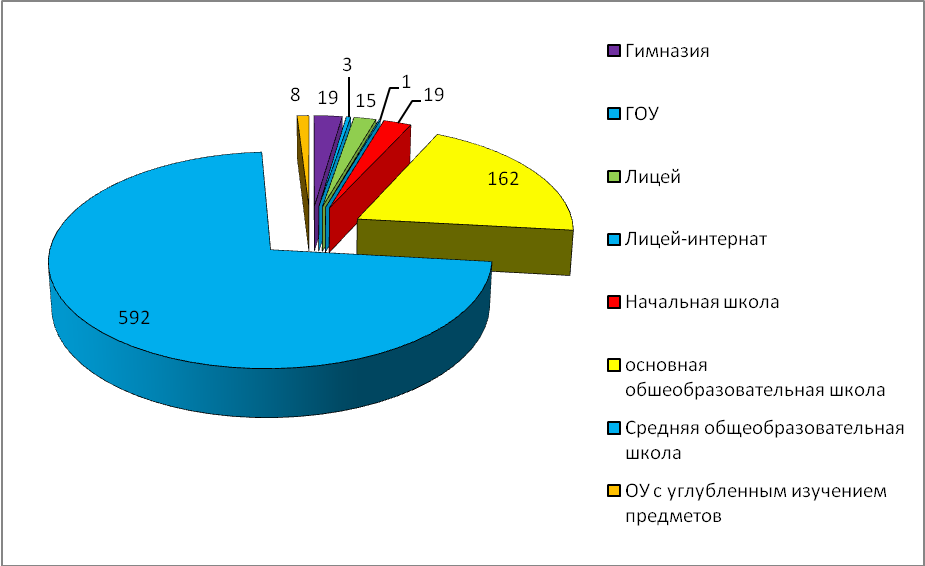 3
1
8
19
15
19
162
592
Гимназия
ГОУ
Лицей
Лицей-интернат
Начальная школа
основная
обшеобразовательная школа
Средняя общеобразовательная
школа
ОУ с углубленным изучением
предметов